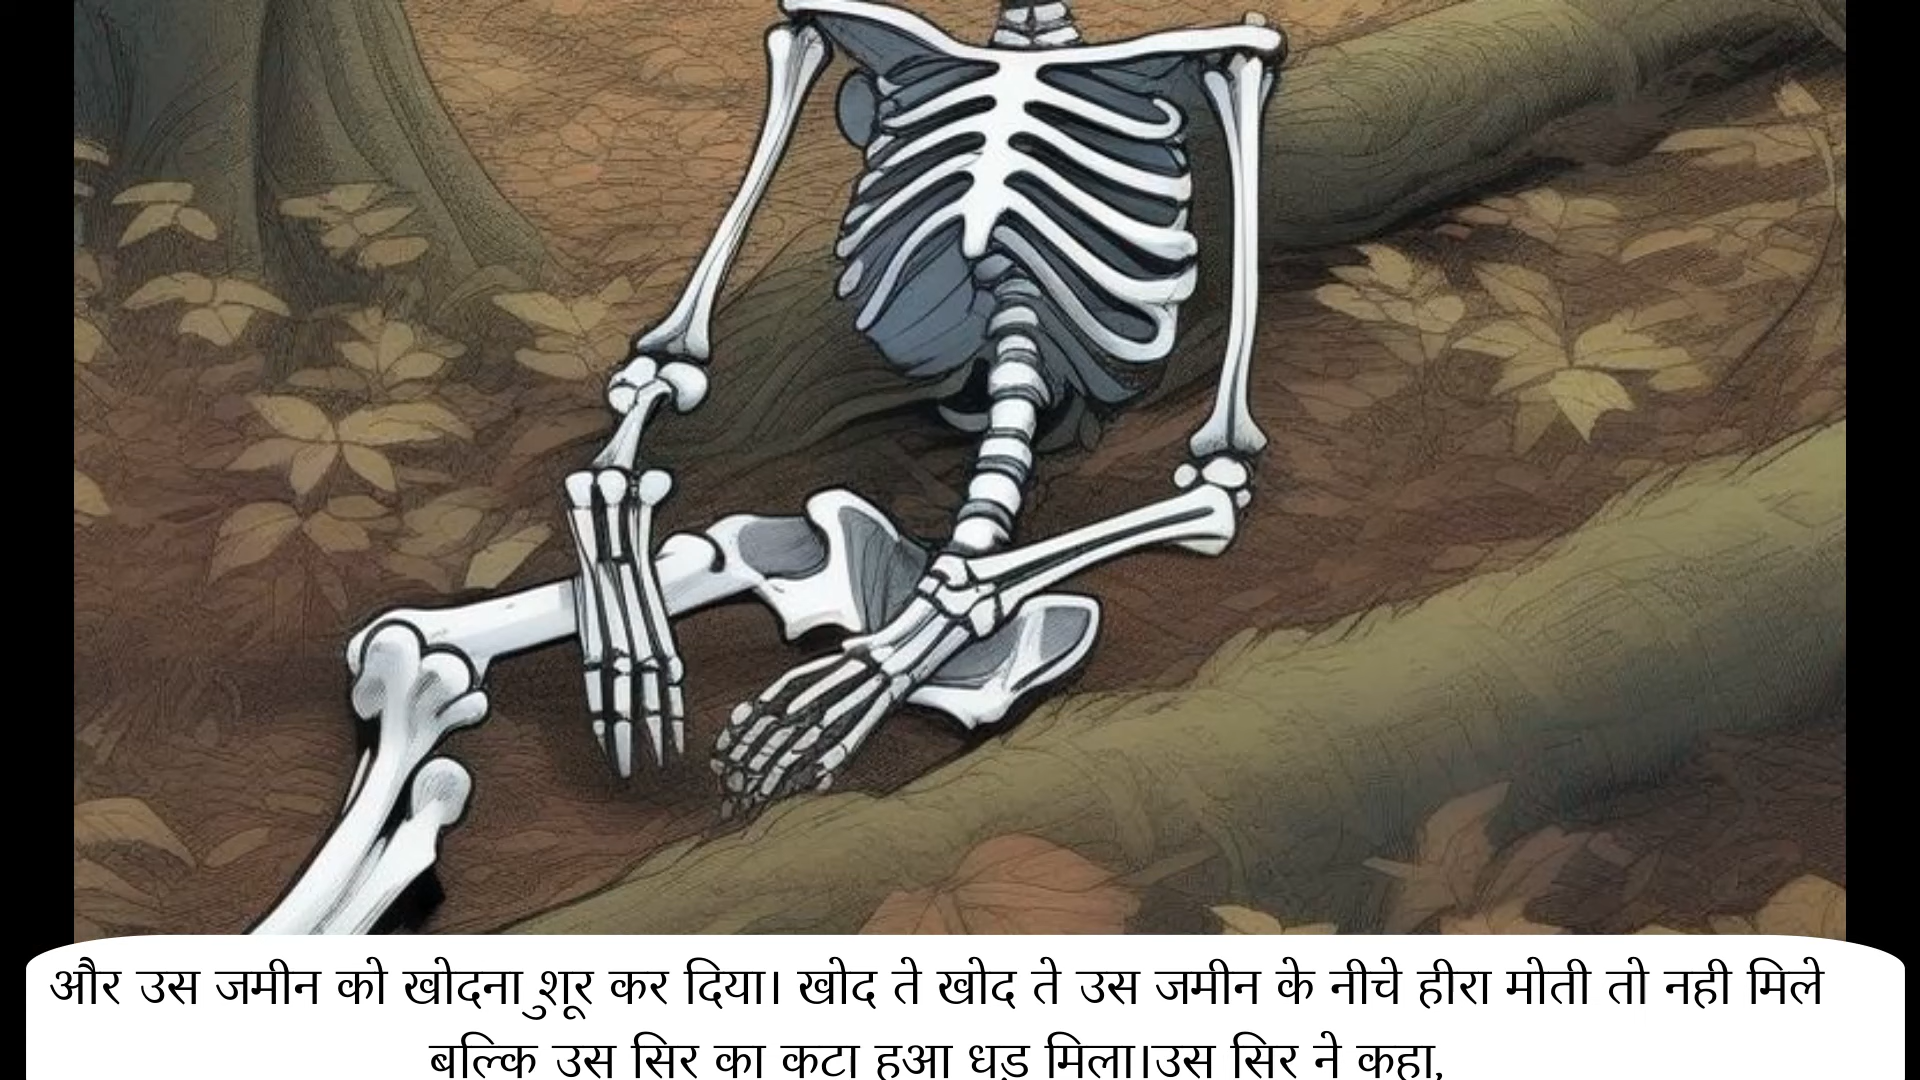 और उस जमीन को खोदना शुरू कर दिया। खोद ते खोद ते उस जमीन के नीचे हीरा मोती तो नही मिले
बल्कि उस सिर का कटा हुआ धड़ मिला।उस सिर ने कहा,